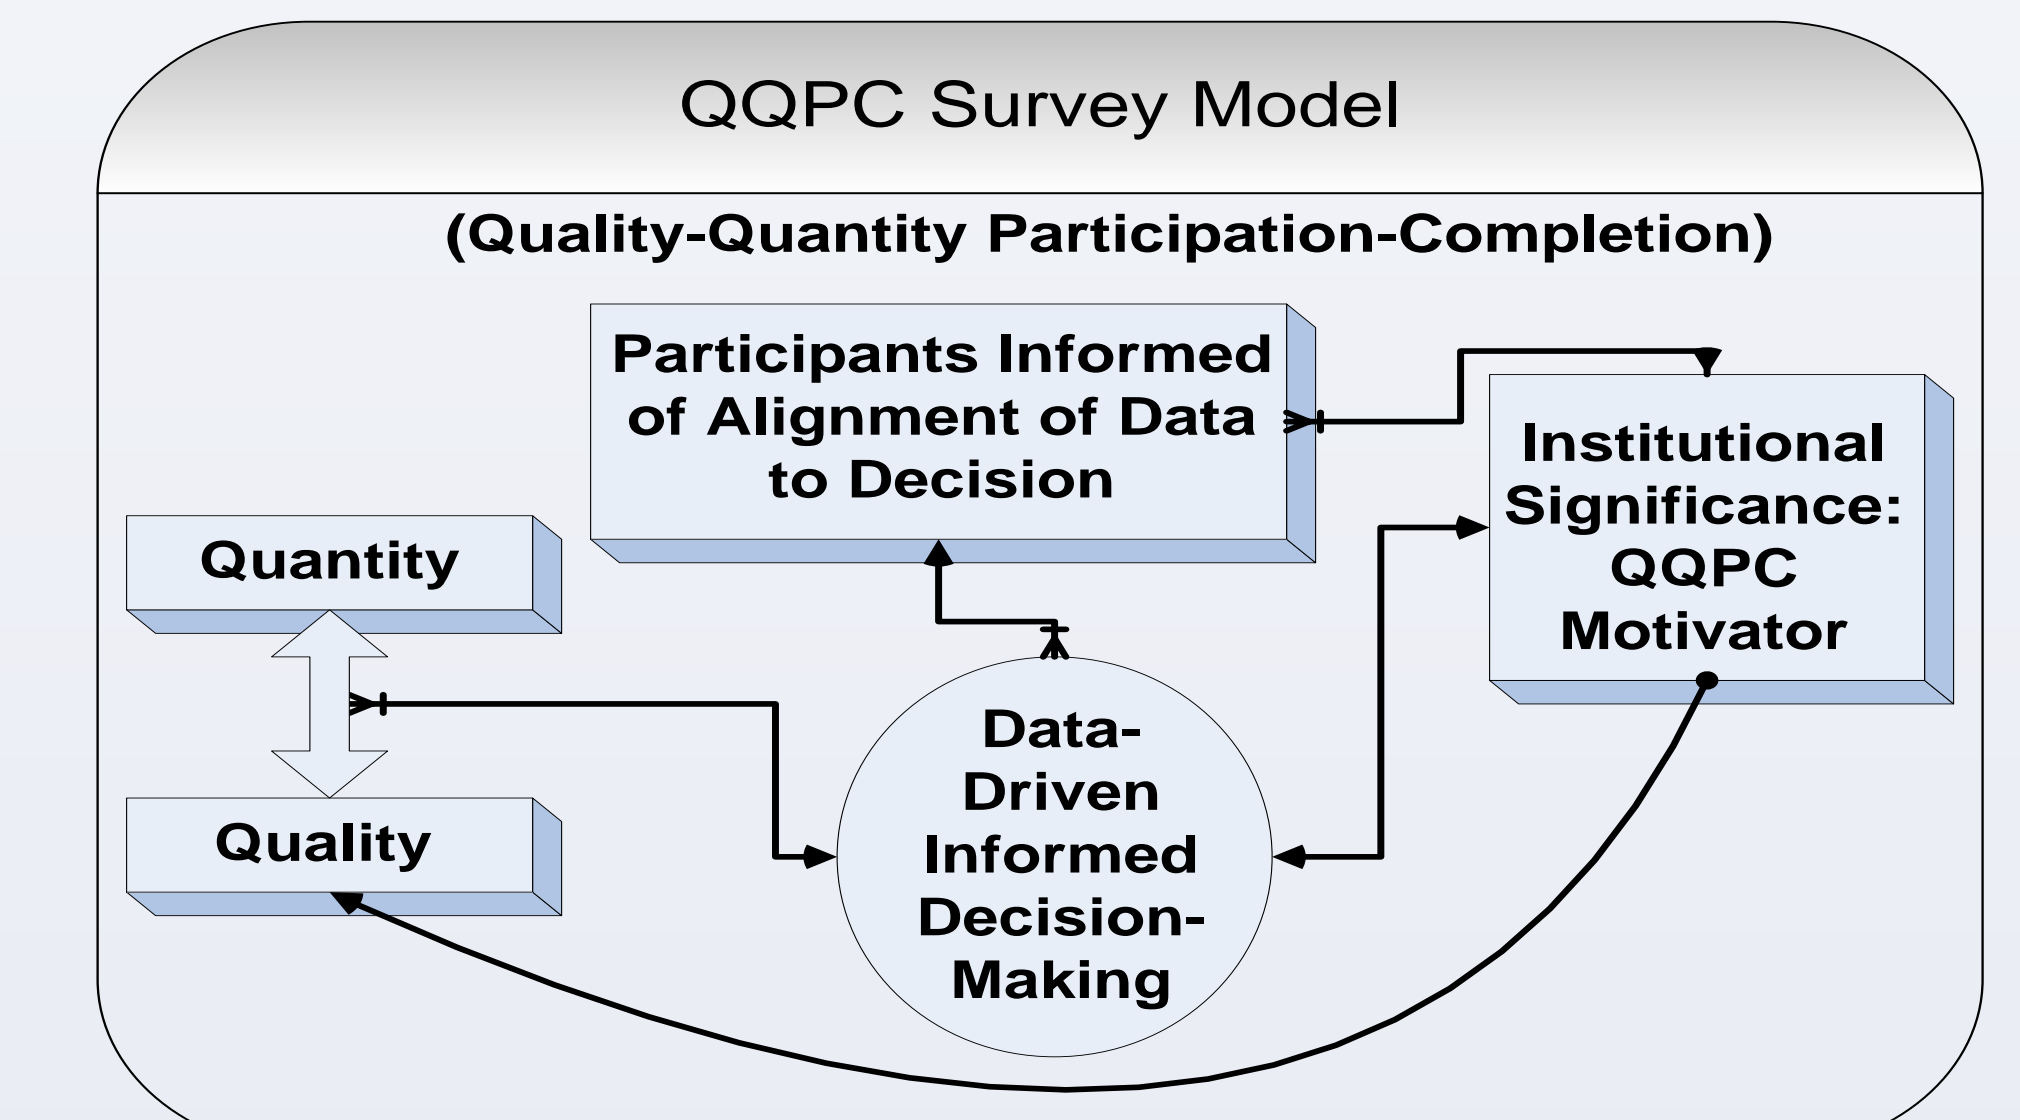 QQPC Survey Model
(Quality-Quantity Participation-Completion)
Participants Informed
of Alignment of Data
to Decision
Institutional
Significance:
QQPC
Motivator
Quantity
Quality
Data-
Driven
Informed
Decision-
Making